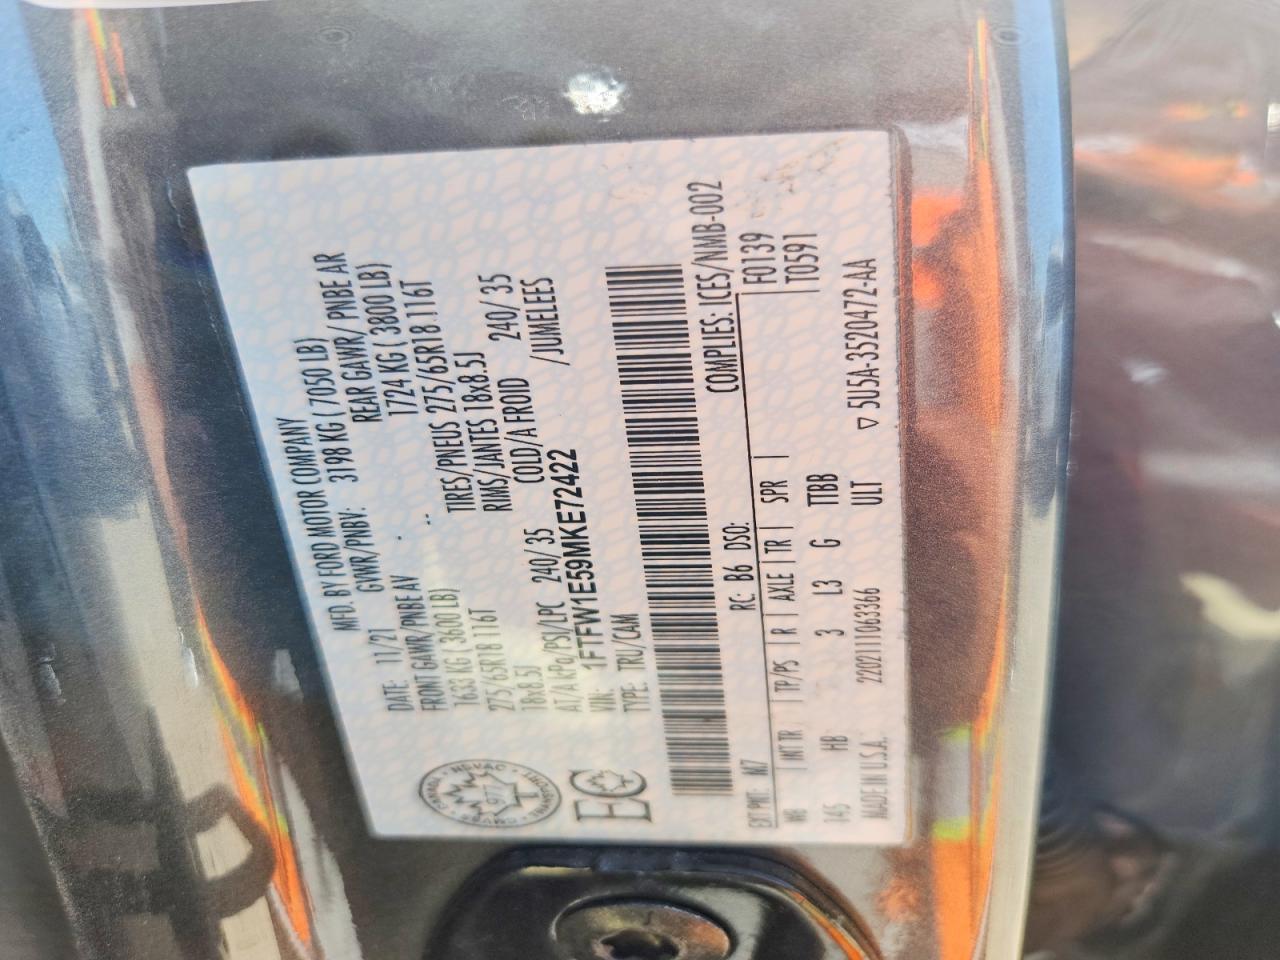 MFD. BY FORD MOTOR COMPANY
DATE: 11/21 GVWR/PNBV: 3198 KG ( 7050 LB)
FRONT GAWR/PNBE AV REAR GAWR/ PNBE AR
1633 KG ( 3600 LB) 1724 KG ( 3800 LB)
275/65R18 116T TIRES/PNEUS 275/65R18 116T
18x8.5J RIMS/JANTES 18x8.5J
AT/A kPa/PSI/LPC 240/ 35 COLD/A FROID 240/ 35
VIN: 1FTFW1E59MKE72422 /JUMELEES
TYPE: TRU/CAM
EC
COMPLIES: ICES/NMB-002
EXT PNT: M7 RC: B6 DSO: F0139
WB INT TR TP/PS R AXLE TR SPR T0591
145 HB 3 L3 G TTBB
MADE IN U.S.A. 22021111063366 ULT 5U5A-3520472-AA